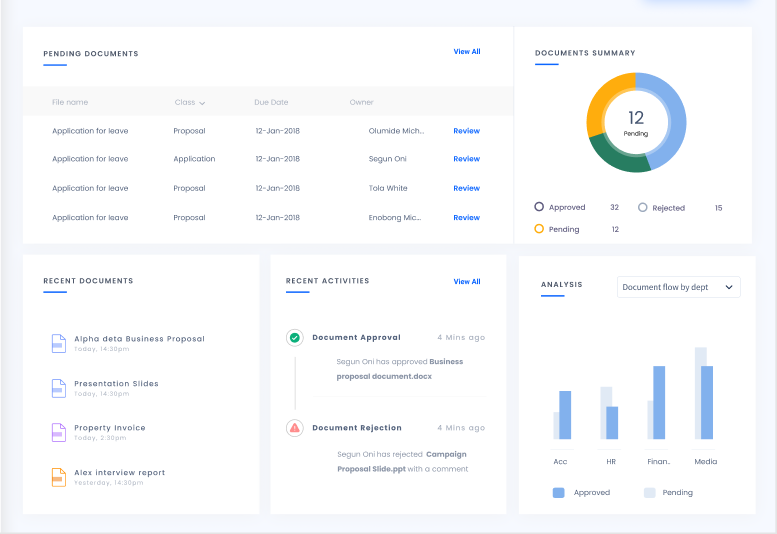 PENDING DOCUMENTS
View All
File name Class Due Date Owner
Application for leave Proposal 12-Jan-2018 Olumide Mich... Review
Application for leave Application 12-Jan-2018 Segun Oni Review
Application for leave Proposal 12-Jan-2018 Tola White Review
Application for leave Proposal 12-Jan-2018 Enobong Mic... Review
DOCUMENTS SUMMARY
12
Pending
Approved 32 Rejected 15
Pending 12
RECENT DOCUMENTS
Alpha deta Business Proposal
Today, 14:30pm
Presentation Slides
Today, 14:30pm
Property Invoice
Today, 2:30pm
Alex interview report
Yesterday, 14:30pm
RECENT ACTIVITIES
View All
Document Approval 4 Mins ago
Segun Oni has approved Business
proposal document.docx
Document Rejection 4 Mins ago
Segun Oni has rejected Campaign
Proposal Slide.ppt with a comment
ANALYSIS
Document flow by dept
Acc HR Finan.. Media
Approved Pending